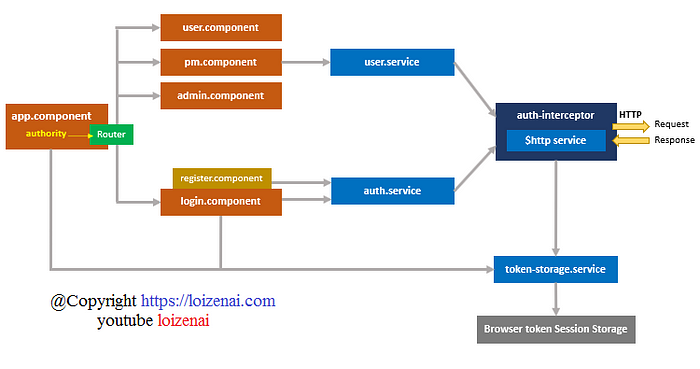 user.component
pm.component
user.service
admin.component
app.component
authority
Router
auth-interceptor
HTTP
Request
$http service
Response
register.component
login.component
auth.service
token-storage.service
@Copyright https://loizenai.com
youtube loizenai
Browser token Session Storage